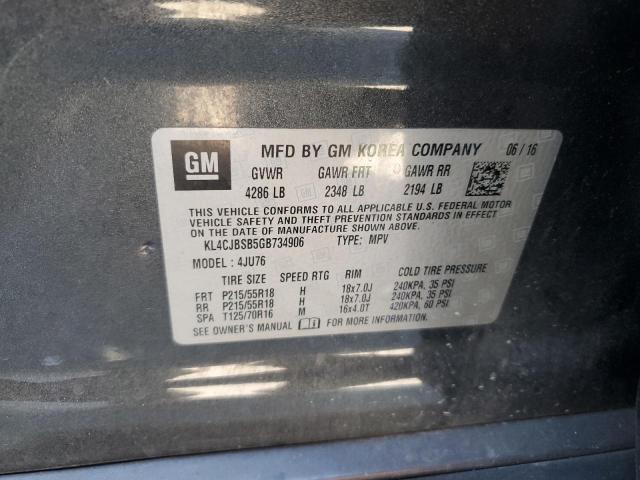 GM MFD BY GM KOREA COMPANY 06/16
GVWR GAWR FRT GAWR RR
4286 LB 2348 LB 2194 LB
THIS VEHICLE CONFORMS TO ALL APPLICABLE U.S. FEDERAL MOTOR
VEHICLE SAFETY AND THEFT PREVENTION STANDARDS IN EFFECT ON
THE DATE OF MANUFACTURE SHOWN ABOVE.
KL4CJBSB5GB734906 TYPE: MPV
MODEL: 4JU76
TIRE SIZE SPEED RTG RIM COLD TIRE PRESSURE
FRT P215/55R18 H 18x7.0J 240KPA, 35 PSI
RR P215/55R18 H 18x7.0J 240KPA, 35 PSI
SPA T125/70R16 M 16x4.0T 420KPA, 60 PSI
SEE OWNER'S MANUAL FOR MORE INFORMATION.